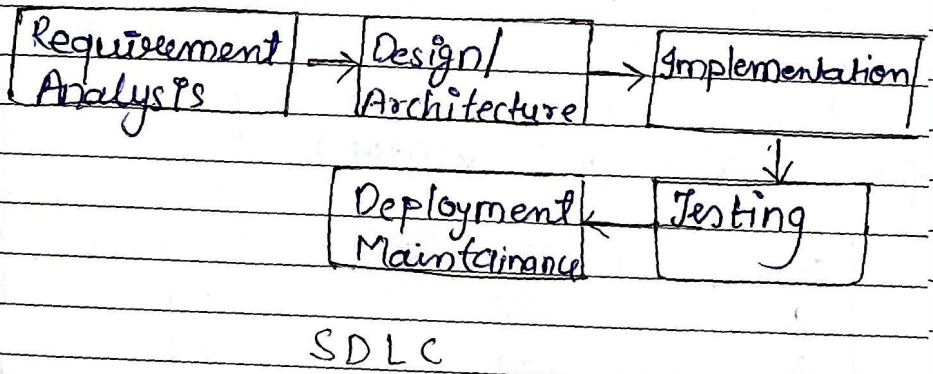 Requirement
Analysis
Design/
Architecture
Implementation
Testing
Deployment
Maintainance
SDLC